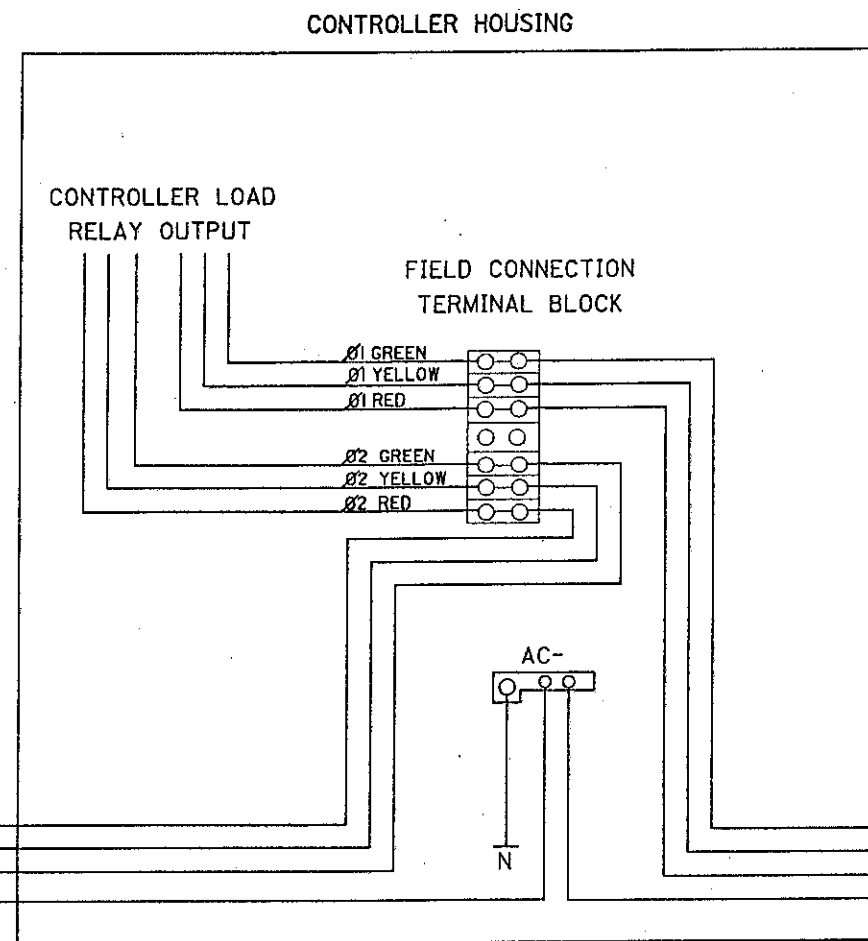 CONTROLLER HOUSING
CONTROLLER LOAD
RELAY OUTPUT
FIELD CONNECTION
TERMINAL BLOCK
Ø1 GREEN
Ø1 YELLOW
Ø1 RED
Ø2 GREEN
Ø2 YELLOW
Ø2 RED
AC-
N